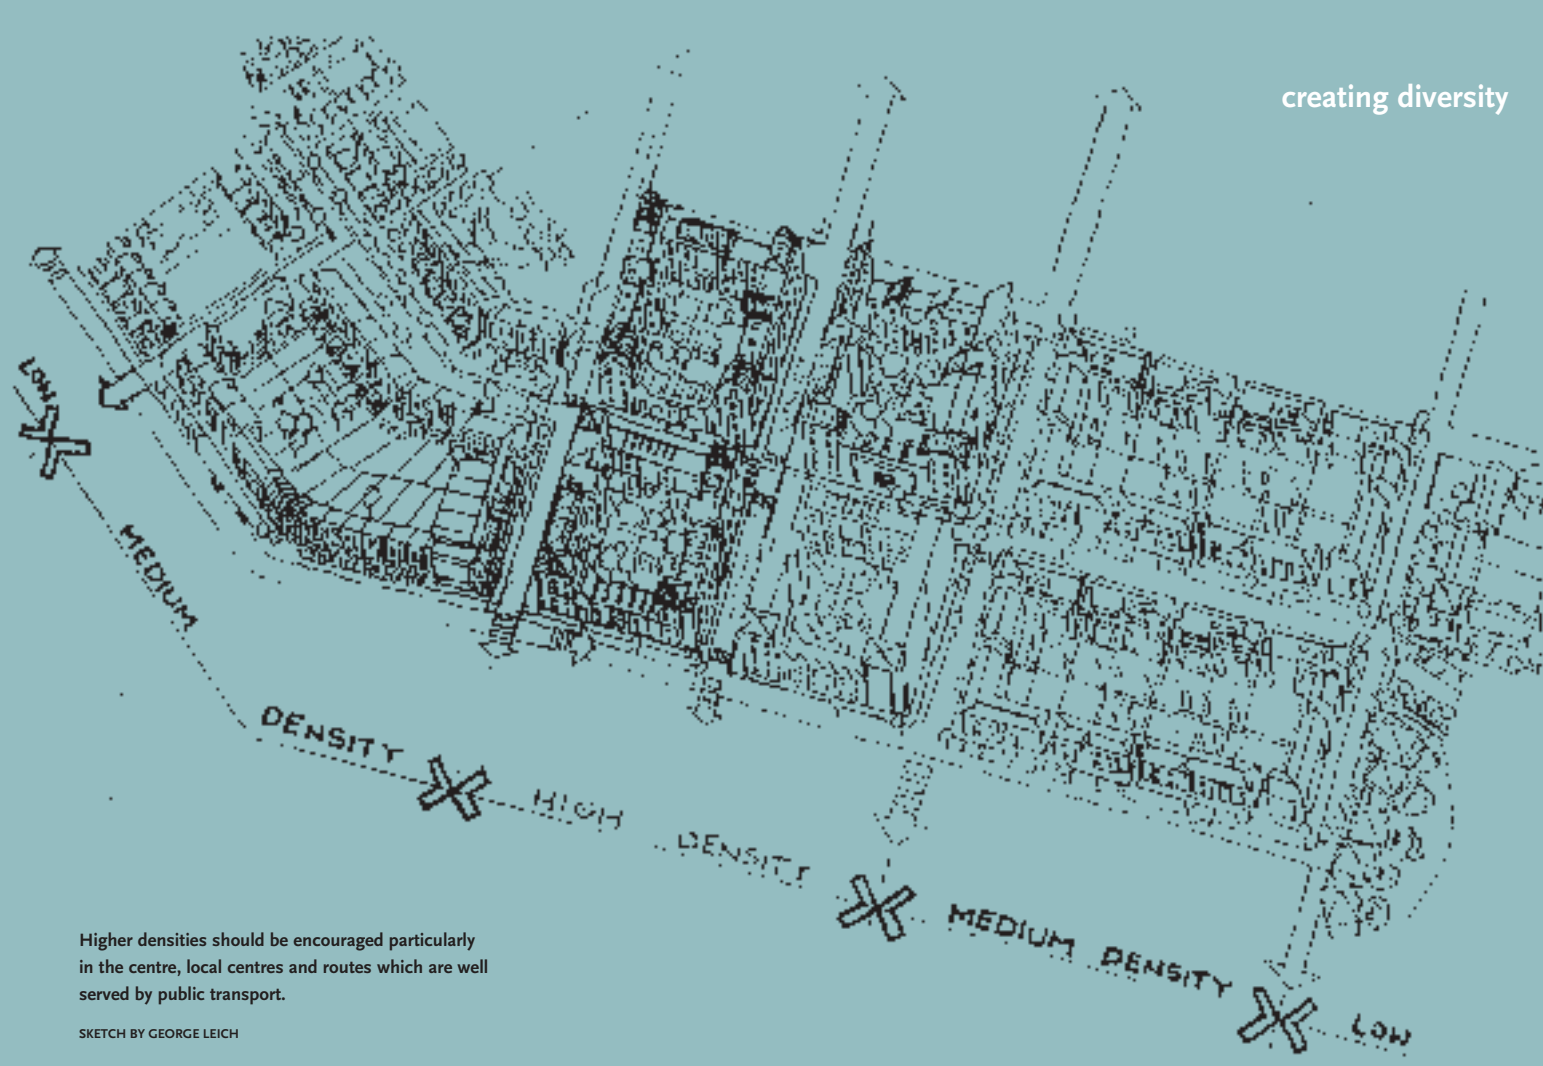 creating diversity
LOW
MEDIUM
DENSITY
HIGH DENSITY
MEDIUM DENSITY
LOW
Higher densities should be encouraged particularly
in the centre, local centres and routes which are well
served by public transport.
SKETCH BY GEORGE LEICH